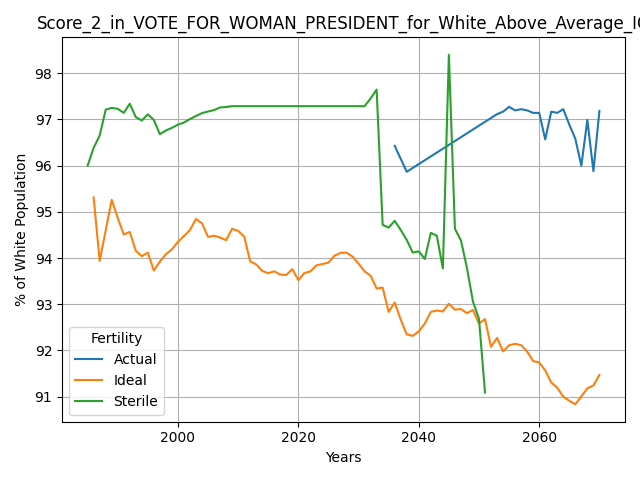 Score_2_in_VOTE_FOR_WOMAN_PRESIDENT_for_White_Above_Average_IQ
% of White Population
98
97
96
95
94
93
92
91
Fertility
Actual
Ideal
Sterile
2000 2020 2040 2060
Years